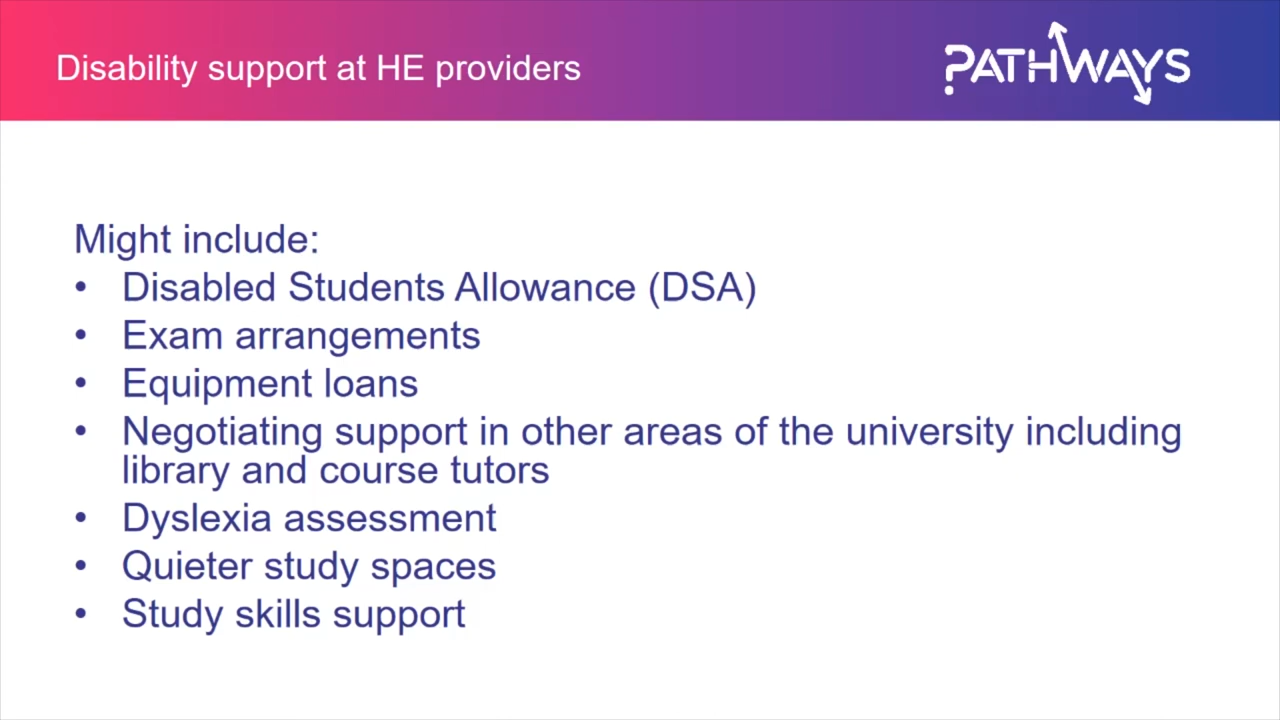 Disability support at HE providers
PATHWAYS
Might include:
• Disabled Students Allowance (DSA)
• Exam arrangements
• Equipment loans
• Negotiating support in other areas of the university including
library and course tutors
• Dyslexia assessment
• Quieter study spaces
• Study skills support